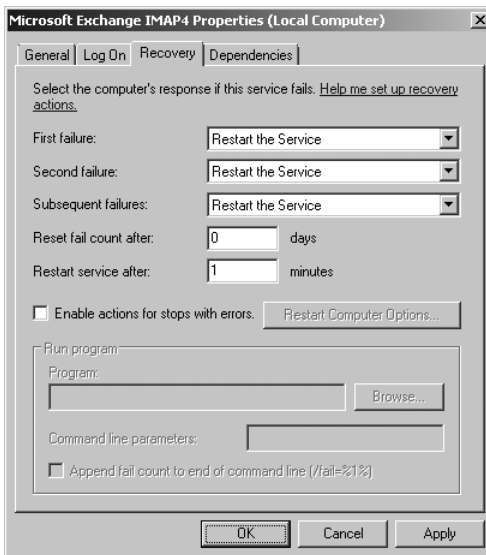 Microsoft Exchange IMAP4 Properties (Local Computer)
General Log On Recovery Dependencies
Select the computer's response if this service fails. Help me set up recovery
actions.
First failure: Restart the Service
Second failure: Restart the Service
Subsequent failures: Restart the Service
Reset fail count after: 0 days
Restart service after: 1 minutes
Enable actions for stops with errors. Restart Computer Options...
Run program
Program:
Browse...
Command line parameters:
Append fail count to end of command line (/fail=%1%)
OK Cancel Apply